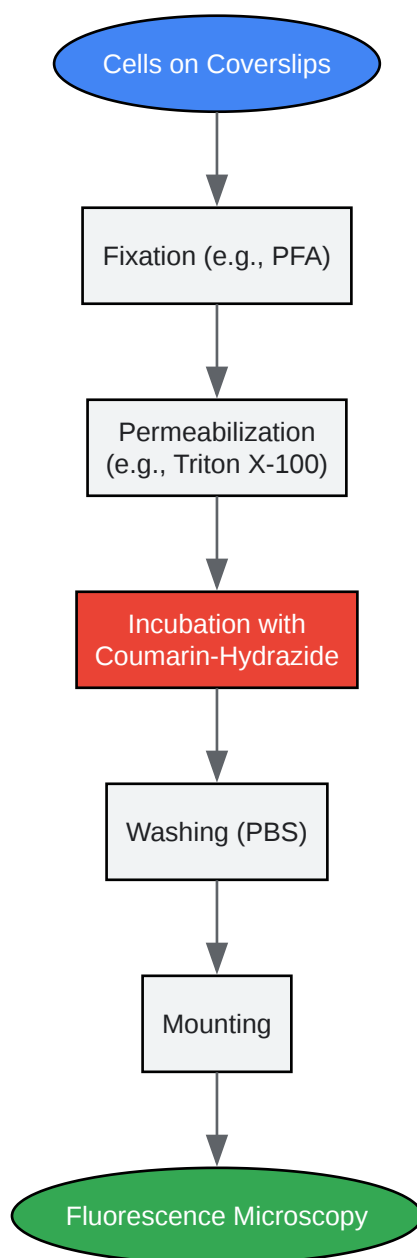 Cells on Coverslips
Fixation (e.g., PFA)
Permeabilization
(e.g., Triton X-100)
Incubation with
Coumarin-Hydrazide
Washing (PBS)
Mounting
Fluorescence Microscopy